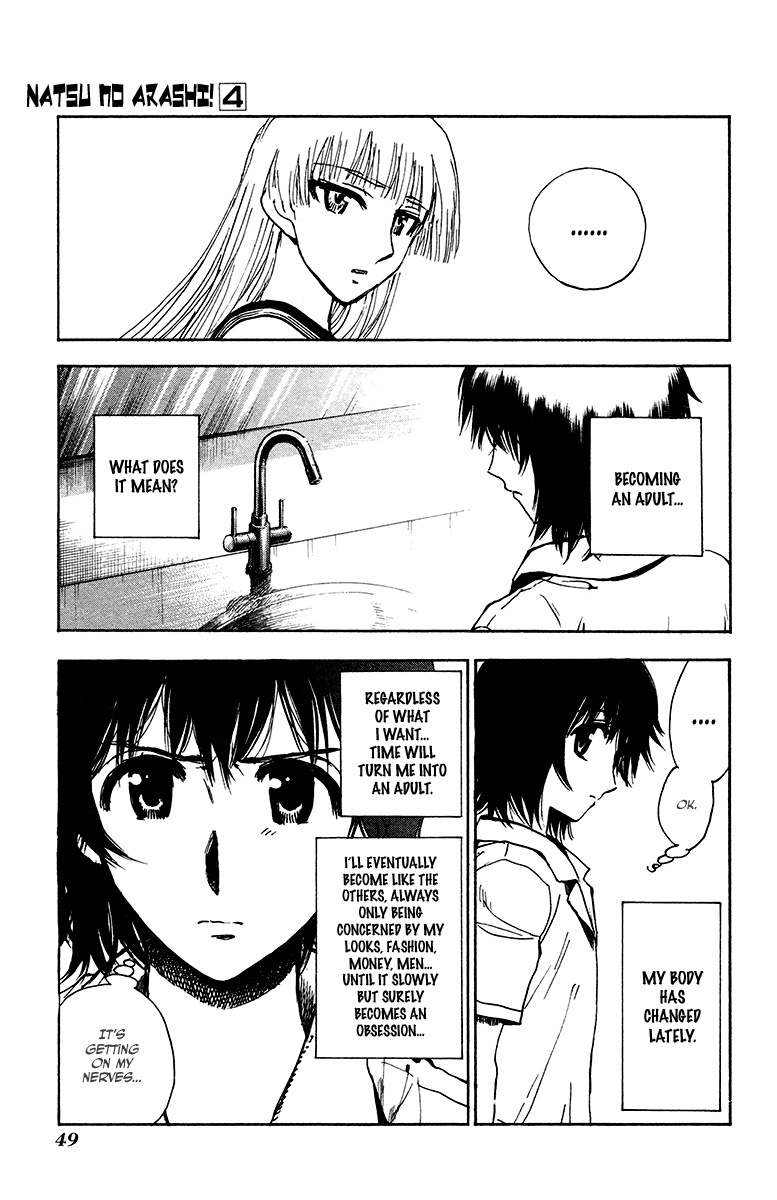 NATSU NO ARASHI! 4
......
BECOMING
AN ADULT...
WHAT DOES
IT MEAN?
....
OK.
MY BODY
HAS
CHANGED
LATELY.
REGARDLESS
OF WHAT
I WANT...
TIME WILL
TURN ME INTO
AN ADULT.
I'LL EVENTUALLY
BECOME LIKE THE
OTHERS, ALWAYS
ONLY BEING
CONCERNED BY MY
LOOKS, FASHION,
MONEY, MEN...
UNTIL IT SLOWLY
BUT SURELY
BECOMES AN
OBSESSION...
IT'S
GETTING
ON MY
NERVES...
49